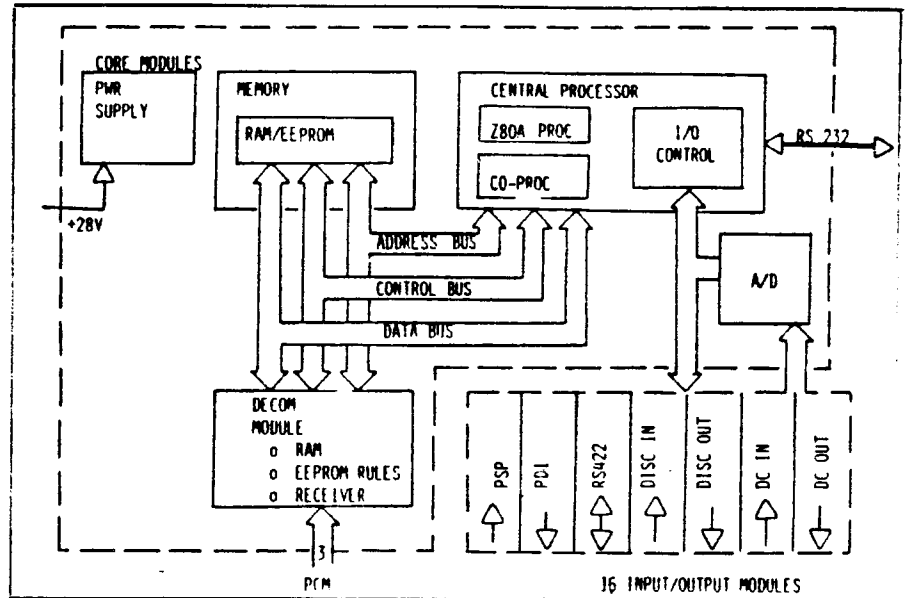 CORE MODULES
PWR
SUPPLY
+28V
MEMORY
RAM/EEPROM
CENTRAL PROCESSOR
Z80A PROC
CO-PROC
I/O
CONTROL
RS 232
ADDRESS BUS
CONTROL BUS
DATA BUS
A/D
DECOM
MODULE
o RAM
o EEPROM RULES
o RECEIVER
3
PCM
PSP
PDI
RS422
DISC IN
DISC OUT
DC IN
DC OUT
16 INPUT/OUTPUT MODULES